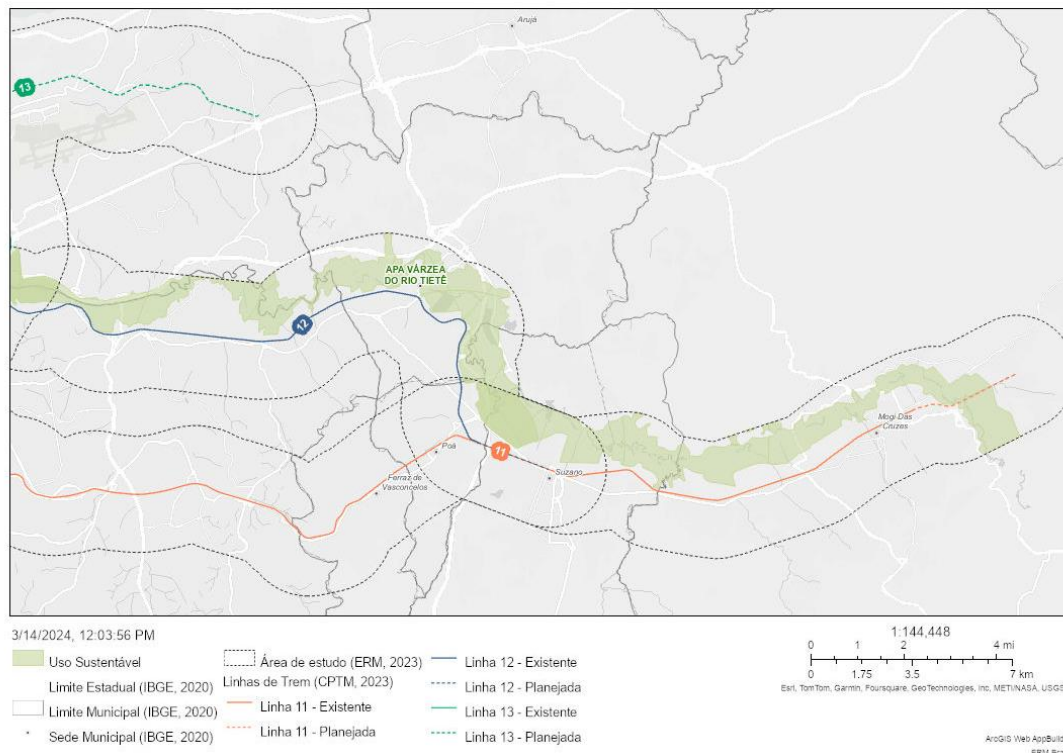 Arujá
13
APA VÁRZEA
DO RIO TIETÊ
12
Mogi Das
Cruzes
Poá
11
Suzano
Ferraz de
Vasconcelos
3/14/2024, 12:03:56 PM
Uso Sustentável
Limite Estadual (IBGE, 2020)
Limite Municipal (IBGE, 2020)
Sede Municipal (IBGE, 2020)
Área de estudo (ERM, 2023)
Linhas de Trem (CPTM, 2023)
Linha 11 - Existente
Linha 11 - Planejada
Linha 12 - Existente
Linha 12 - Planejada
Linha 13 - Existente
Linha 13 - Planejada
1:144,448
0 1 2 4 mi
0 1.75 3.5 7 km
Esri, TomTom, Garmin, Foursquare, GeoTechnologies, Inc, METI/NASA, USGS
ArcGIS Web AppBuild